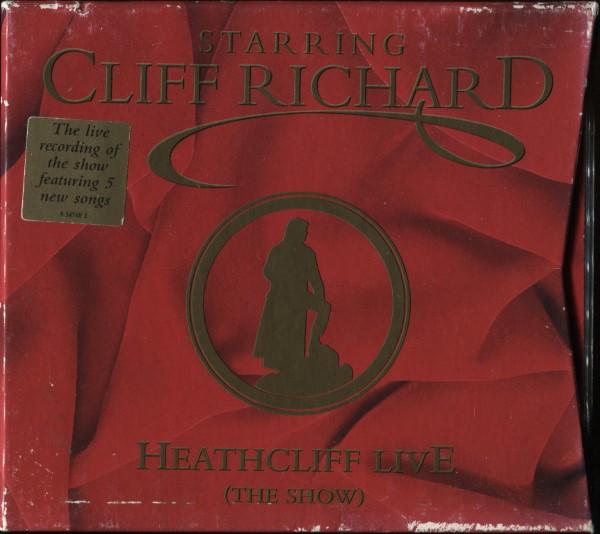 STARRING
CLIFF RICHARD
The live
recording of
the show
featuring 5
new songs
HEATHCLIFF LIVE
(THE SHOW)